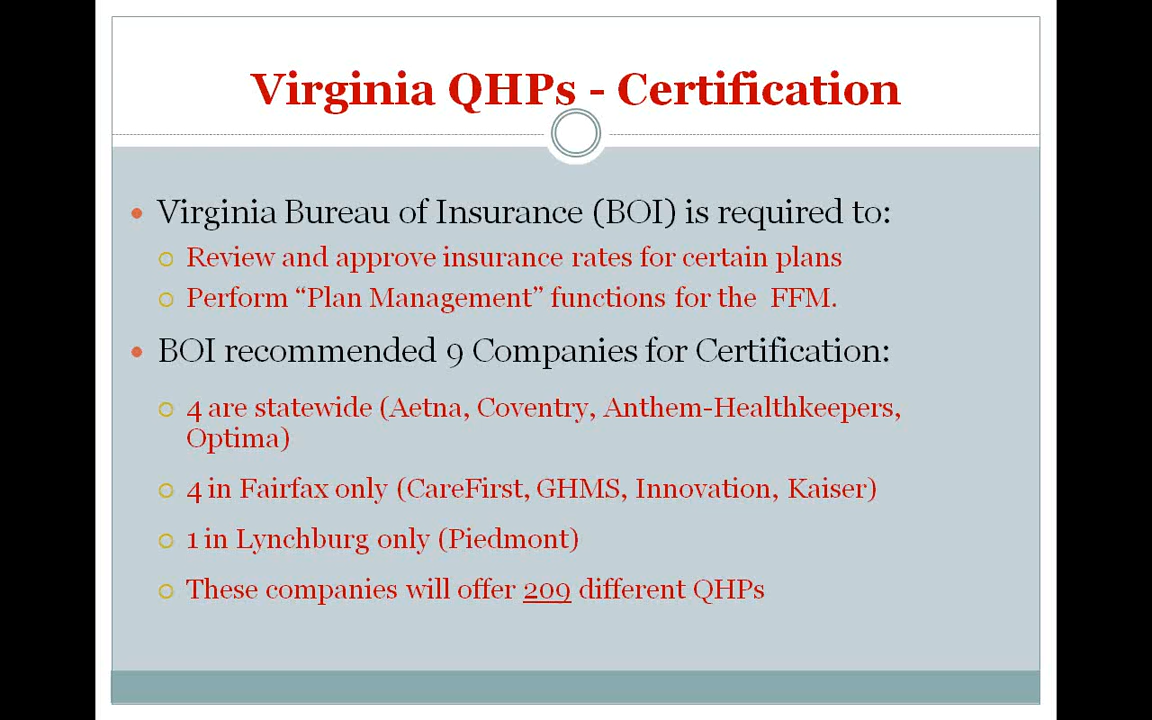 Virginia QHPs - Certification
Virginia Bureau of Insurance (BOI) is required to:
Review and approve insurance rates for certain plans
Perform “Plan Management” functions for the FFM.
BOI recommended 9 Companies for Certification:
4 are statewide (Aetna, Coventry, Anthem-Healthkeepers,
Optima)
4 in Fairfax only (CareFirst, GHMS, Innovation, Kaiser)
1 in Lynchburg only (Piedmont)
These companies will offer 209 different QHPs